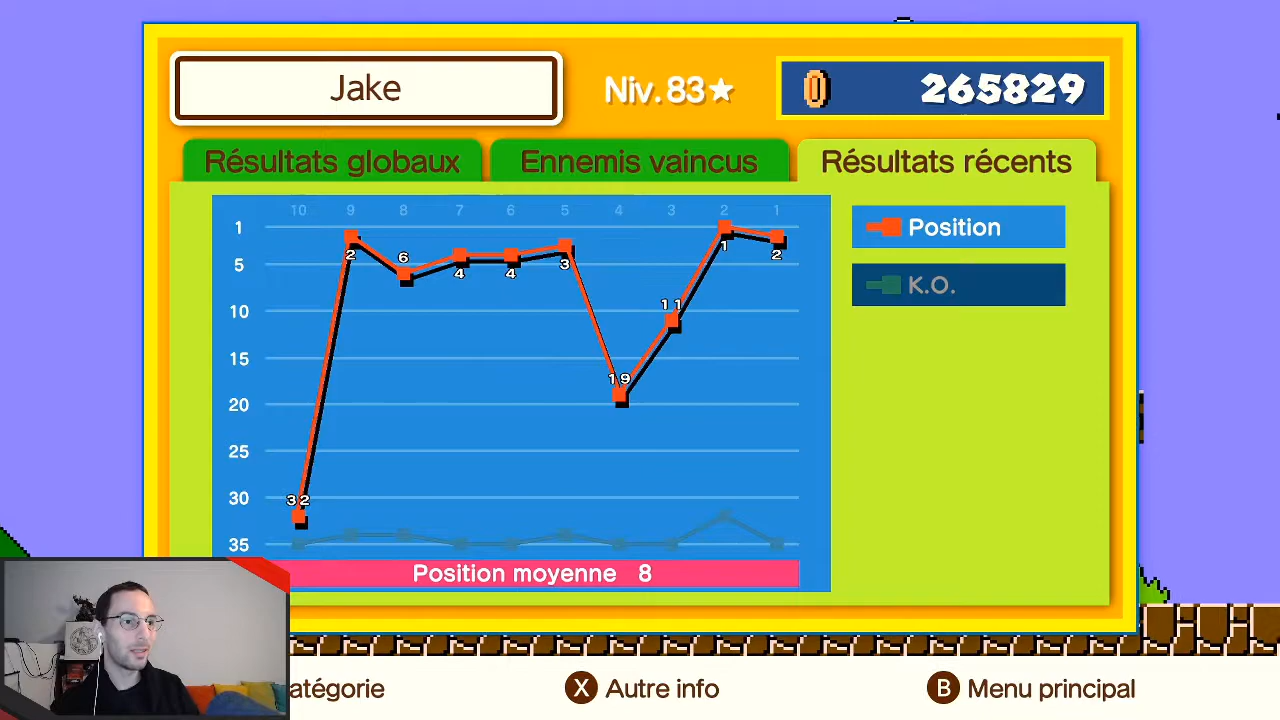 Jake
Niv. 83★
265829
Résultats globaux
Ennemis vaincus
Résultats récents
10 9 8 7 6 5 4 3 2 1
1
5
10
15
20
25
30
35
32 2 6 4 4 3 19 11 1 2
Position
K.O.
Position moyenne 8
atégorie
X Autre info
B Menu principal